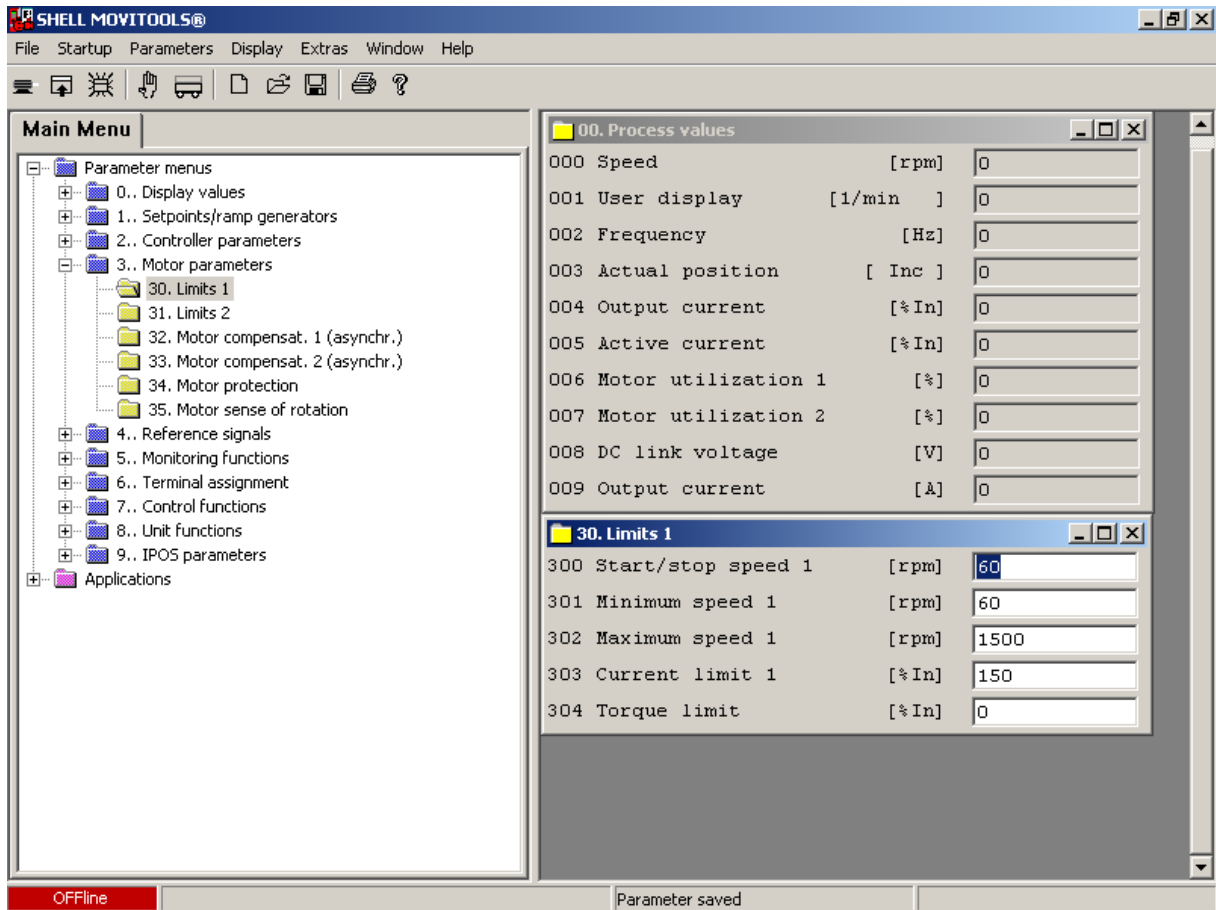 SHELL MOVITOOLS®
File Startup Parameters Display Extras Window Help
Main Menu
Parameter menus
0.. Display values
1.. Setpoints/ramp generators
2.. Controller parameters
3.. Motor parameters
30. Limits 1
31. Limits 2
32. Motor compensat. 1 (asynchr.)
33. Motor compensat. 2 (asynchr.)
34. Motor protection
35. Motor sense of rotation
4.. Reference signals
5.. Monitoring functions
6.. Terminal assignment
7.. Control functions
8.. Unit functions
9.. IPOS parameters
Applications
00. Process values
000 Speed [rpm] 0
001 User display [1/min ] 0
002 Frequency [Hz] 0
003 Actual position [ Inc ] 0
004 Output current [%In] 0
005 Active current [%In] 0
006 Motor utilization 1 [%] 0
007 Motor utilization 2 [%] 0
008 DC link voltage [V] 0
009 Output current [A] 0
30. Limits 1
300 Start/stop speed 1 [rpm] 60
301 Minimum speed 1 [rpm] 60
302 Maximum speed 1 [rpm] 1500
303 Current limit 1 [%In] 150
304 Torque limit [%In] 0
OFFline Parameter saved